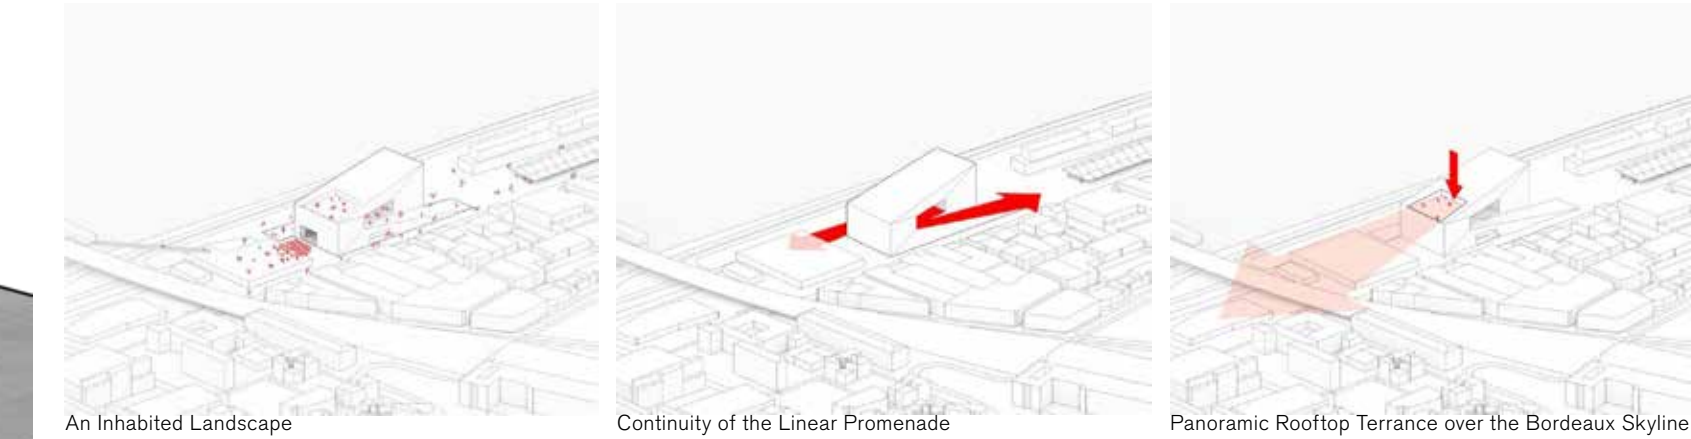 An Inhabited Landscape
Continuity of the Linear Promenade
Panoramic Rooftop Terrance over the Bordeaux Skyline